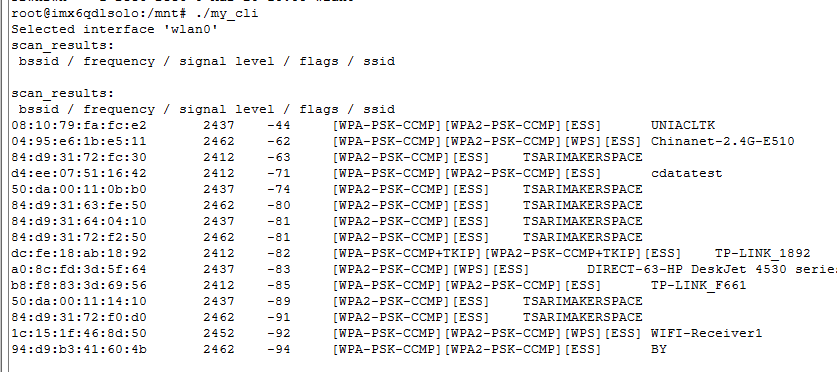 root@imx6qdlsolo:/mnt# ./my_cli
Selected interface 'wlan0'
scan_results:
bssid / frequency / signal level / flags / ssid
scan_results:
bssid / frequency / signal level / flags / ssid
08:10:79:fa:fc:e2 2437 -44 [WPA-PSK-CCMP][WPA2-PSK-CCMP][ESS] UNIACLTK
04:95:e6:1b:e5:11 2462 -62 [WPA-PSK-CCMP][WPA2-PSK-CCMP][WPS][ESS] Chinanet-2.4G-E510
84:d9:31:72:fc:30 2412 -63 [WPA2-PSK-CCMP][ESS] TSARIMAKERSPACE
d4:ee:07:51:16:42 2412 -71 [WPA-PSK-CCMP][WPA2-PSK-CCMP][ESS] cdatatest
50:da:00:11:0b:b0 2437 -74 [WPA2-PSK-CCMP][ESS] TSARIMAKERSPACE
84:d9:31:63:fe:50 2462 -80 [WPA2-PSK-CCMP][ESS] TSARIMAKERSPACE
84:d9:31:64:04:10 2437 -81 [WPA2-PSK-CCMP][ESS] TSARIMAKERSPACE
84:d9:31:72:f2:50 2462 -81 [WPA2-PSK-CCMP][ESS] TSARIMAKERSPACE
dc:fe:18:ab:18:92 2412 -82 [WPA-PSK-CCMP+TKIP][WPA2-PSK-CCMP+TKIP][ESS] TP-LINK_1892
a0:8c:fd:3d:5f:64 2437 -83 [WPA2-PSK-CCMP][WPS][ESS] DIRECT-63-HP DeskJet 4530 series
b8:f8:83:3d:69:56 2412 -85 [WPA-PSK-CCMP][WPA2-PSK-CCMP][ESS] TP-LINK_F661
50:da:00:11:14:10 2437 -89 [WPA2-PSK-CCMP][ESS] TSARIMAKERSPACE
84:d9:31:72:f0:d0 2462 -91 [WPA2-PSK-CCMP][ESS] TSARIMAKERSPACE
1c:15:1f:46:8d:50 2452 -92 [WPA-PSK-CCMP][WPA2-PSK-CCMP][WPS][ESS] WIFI-Receiver1
94:d9:b3:41:60:4b 2462 -94 [WPA-PSK-CCMP][WPA2-PSK-CCMP][ESS] BY